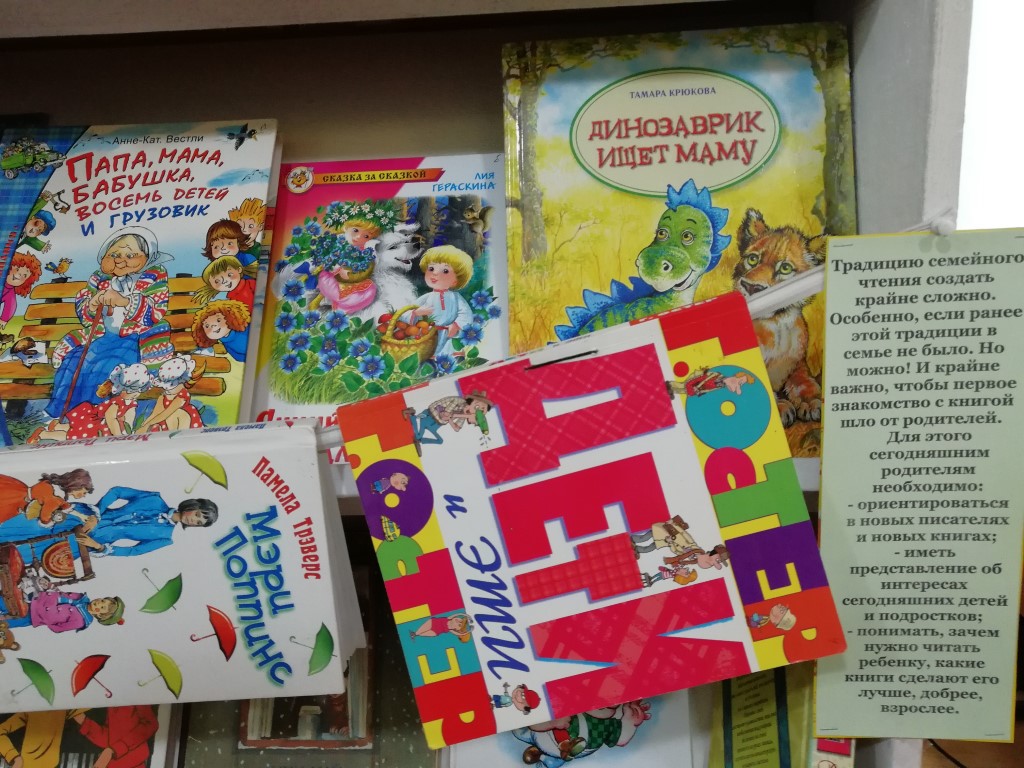 Анне-Кат. Вестли
ПАПА, МАМА,
БАБУШКА,
ВОСЕМЬ ДЕТЕЙ
И ГРУЗОВИК
СКАЗКА ЗА СКАЗКОЙ
ЛИЯ
ГЕРАСКИНА
ТАМАРА КРЮКОВА
ДИНОЗАВРИК
ИЩЕТ МАМУ
Памела Трэверс
Мэри
Поппинс
Г.ОСТЕР
ДЕТИ
и эти
Г.ОСТЕР
Традицию семейного
чтения создать
крайне сложно.
Особенно, если ранее
этой традиции в
семье не было. Но
можно! И крайне
важно, чтобы первое
знакомство с книгой
шло от родителей.
Для этого
сегодняшним
родителям
необходимо:
- ориентироваться
в новых писателях
и новых книгах;
- иметь
представление об
интересах
сегодняшних детей
и подростков;
- понимать, зачем
нужно читать
ребенку, какие
книги сделают его
лучше, добрее,
взрослее.